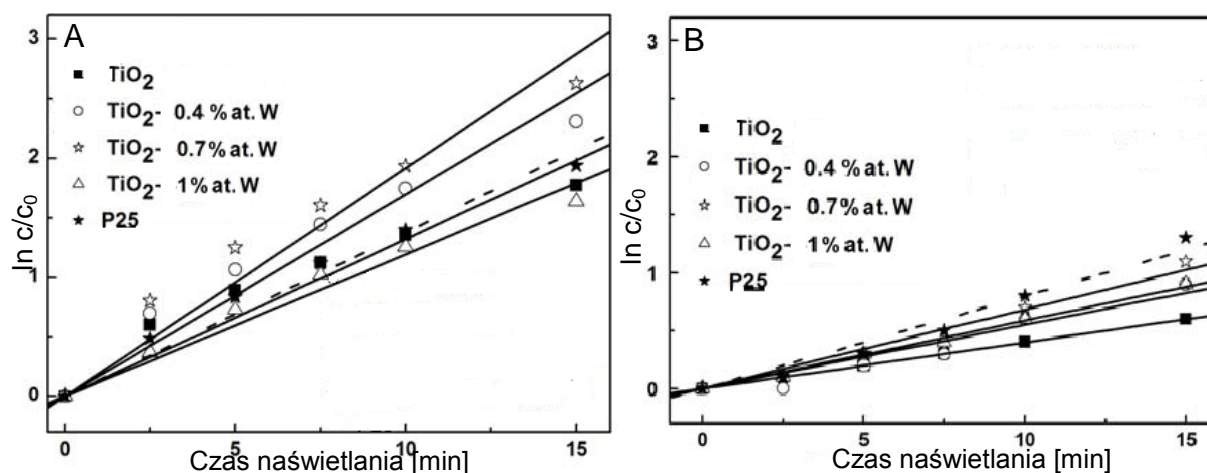 A
3
2
1
0
ln c/c0
TiO2
TiO2- 0.4 % at. W
TiO2- 0.7% at. W
TiO2- 1% at. W
P25
0 5 10 15
Czas naświetlania [min]
B
3
2
1
0
ln c/c0
TiO2
TiO2- 0.4% at. W
TiO2- 0.7% at. W
TiO2- 1% at. W
P25
0 5 10 15
Czas naświetlania [min]